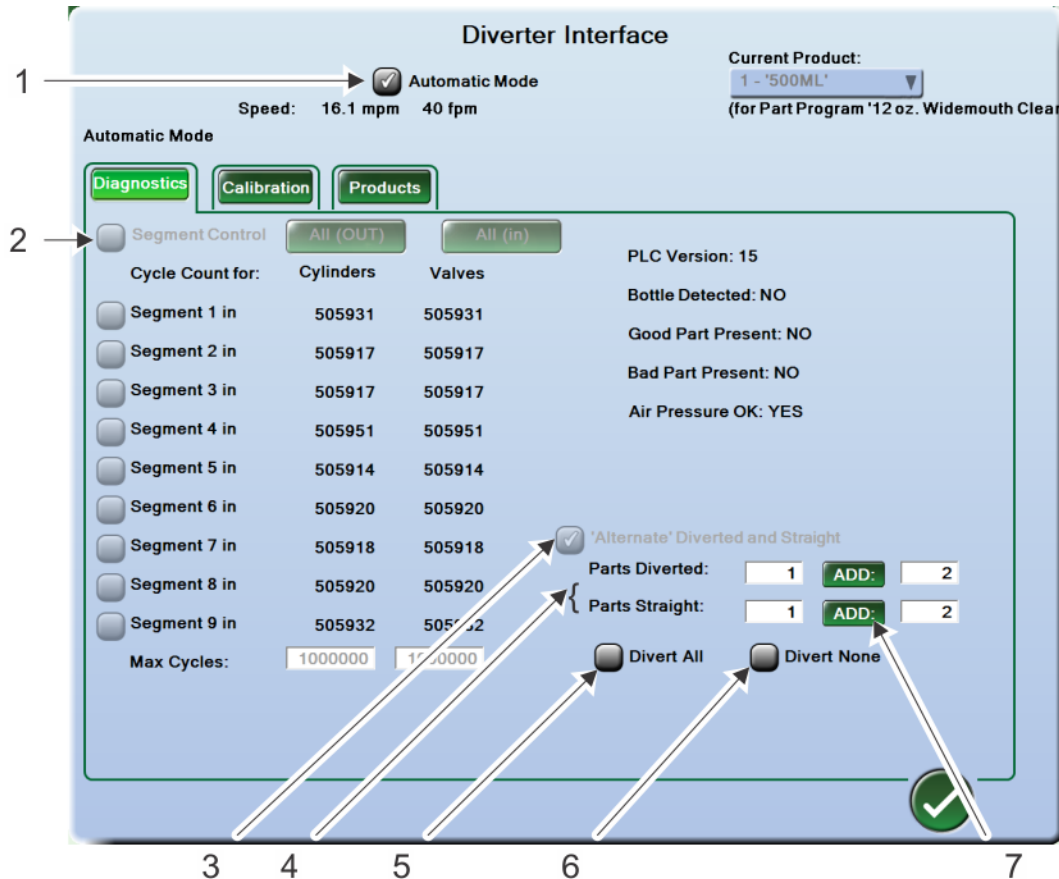 Diverter Interface
1
Automatic Mode
Current Product:
1 - '500ML'
Speed: 16.1 mpm 40 fpm
(for Part Program '12 oz. Widemouth Clear
Automatic Mode
Diagnostics
Calibration
Products
2
Segment Control
All (OUT)
All (in)
Cycle Count for: Cylinders Valves
Segment 1 in 505931 505931
Segment 2 in 505917 505917
Segment 3 in 505917 505917
Segment 4 in 505951 505951
Segment 5 in 505914 505914
Segment 6 in 505920 505920
Segment 7 in 505918 505918
Segment 8 in 505920 505920
Segment 9 in 505932
Max Cycles: 1000000
PLC Version: 15
Bottle Detected: NO
Good Part Present: NO
Bad Part Present: NO
Air Pressure OK: YES
'Alternate' Diverted and Straight
Parts Diverted: 1 ADD: 2
{ Parts Straight: 1 ADD: 2
Divert All
Divert None
3 4 5 6 7